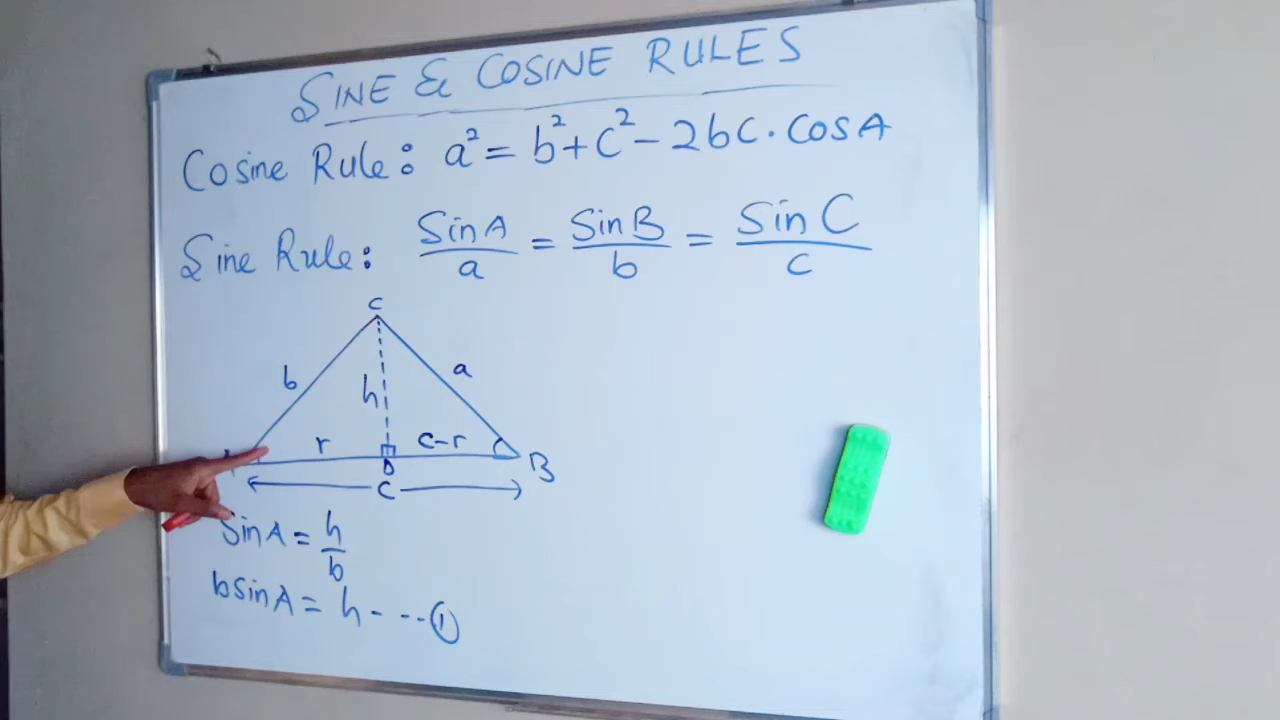 SINE & COSINE RULES
Cosine Rule: a² = b² + c² - 2bc · cosA
Sine Rule: SinA/a = SinB/b = SinC/c
C
b
a
h
r
c-r
D
B
C
SinA = h/b
bsinA = h - - - ①